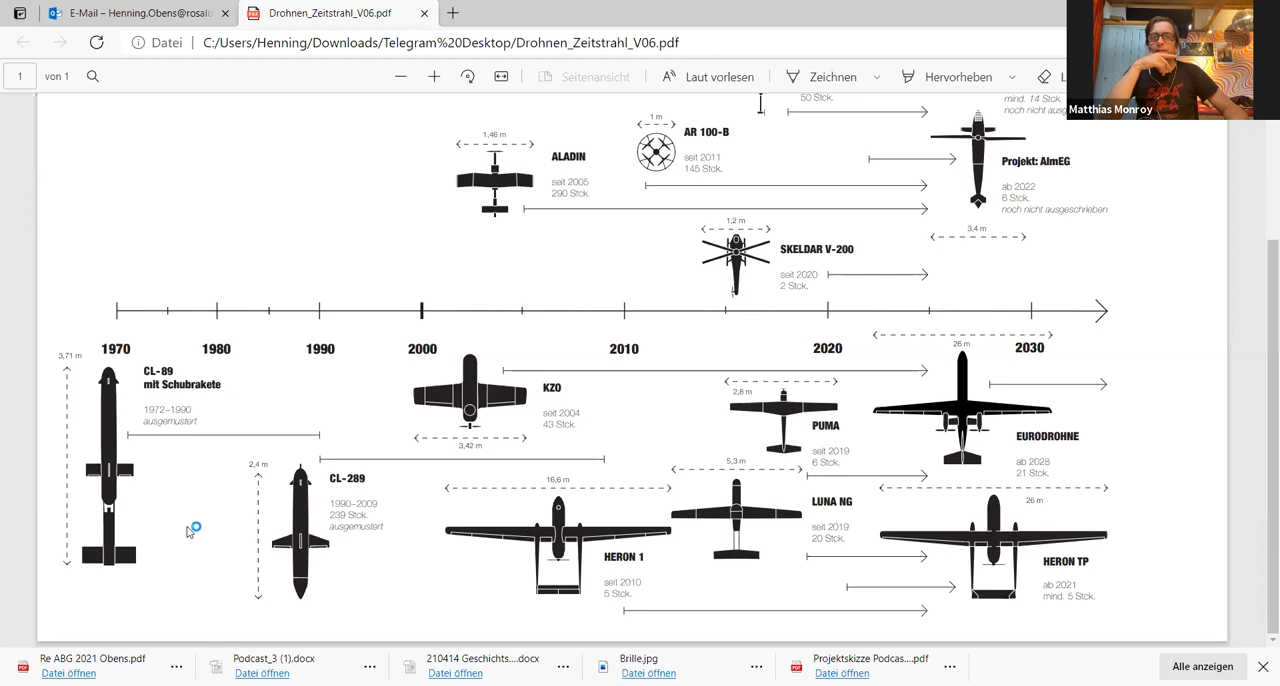 E-Mail – Henning.Obens@rosalu
Drohnen_Zeitstrahl_V06.pdf
Datei
C:/Users/Henning/Downloads/Telegram%20Desktop/Drohnen_Zeitstrahl_V06.pdf
1
von 1
Seitenansicht
Laut vorlesen
Zeichnen
Hervorheben
Matthias Monroy
50 Stck.
mind. 14 Stck.
1,46 m
ALADIN
seit 2005
290 Stck.
1 m
AR 100-B
seit 2011
145 Stck.
Projekt: AImEG
ab 2022
6 Stck.
noch nicht ausgeschrieben
3,4 m
1,2 m
SKELDAR V-200
seit 2020
2 Stck.
1970
1980
1990
2000
2010
2020
2030
3,71 m
CL-89
mit Schubrakete
1972–1990
ausgemustert
2,4 m
CL-289
1990–2009
239 Stck.
ausgemustert
KZO
seit 2004
43 Stck.
3,42 m
16,6 m
HERON 1
seit 2010
5 Stck.
2,8 m
PUMA
seit 2019
6 Stck.
5,3 m
LUNA NG
seit 2019
20 Stck.
26 m
EURODROHNE
ab 2028
21 Stck.
26 m
HERON TP
ab 2021
mind. 5 Stck.
Re ABG 2021 Obens.pdf
Datei öffnen
Podcast_3 (1).docx
Datei öffnen
210414 Geschichts....docx
Datei öffnen
Brille.jpg
Datei öffnen
Projektskizze Podcas....pdf
Datei öffnen
Alle anzeigen